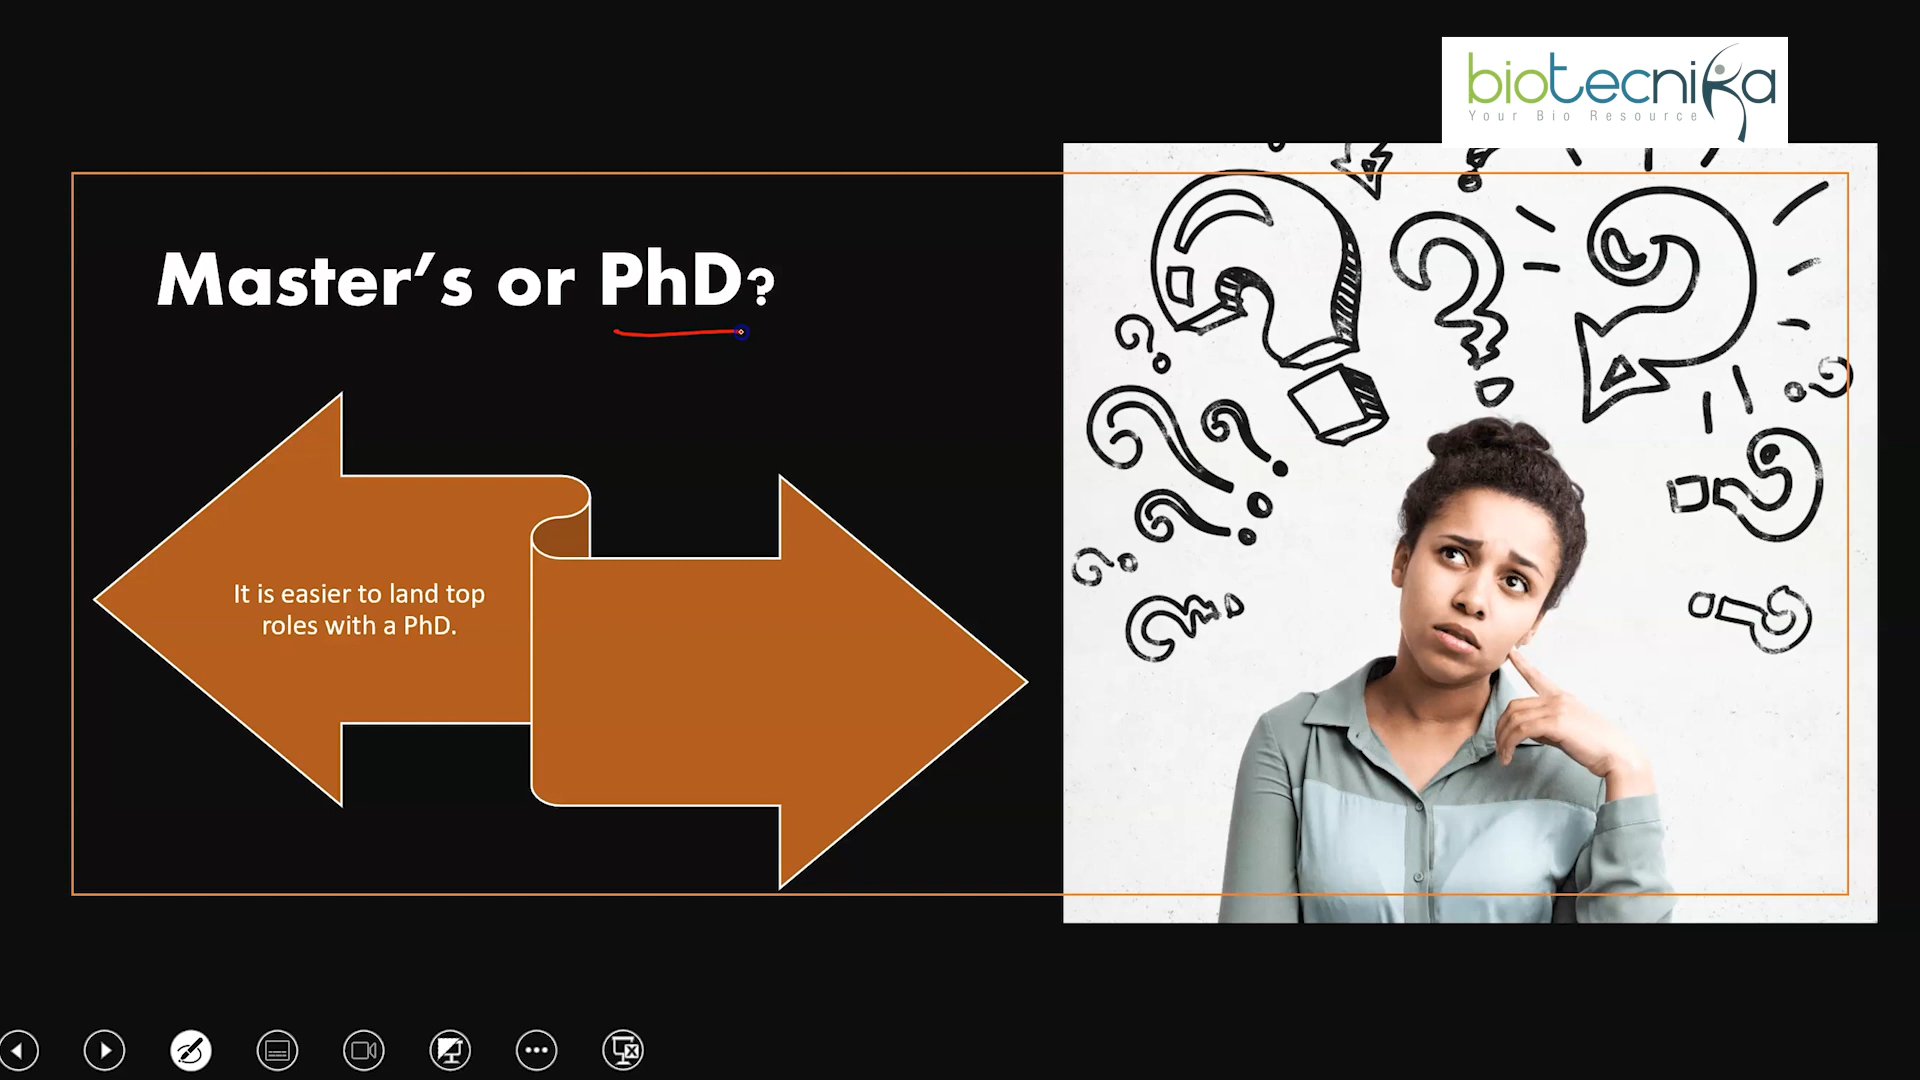 biotecnika
Your Bio Resource
Master's or PhD?
It is easier to land top
roles with a PhD.